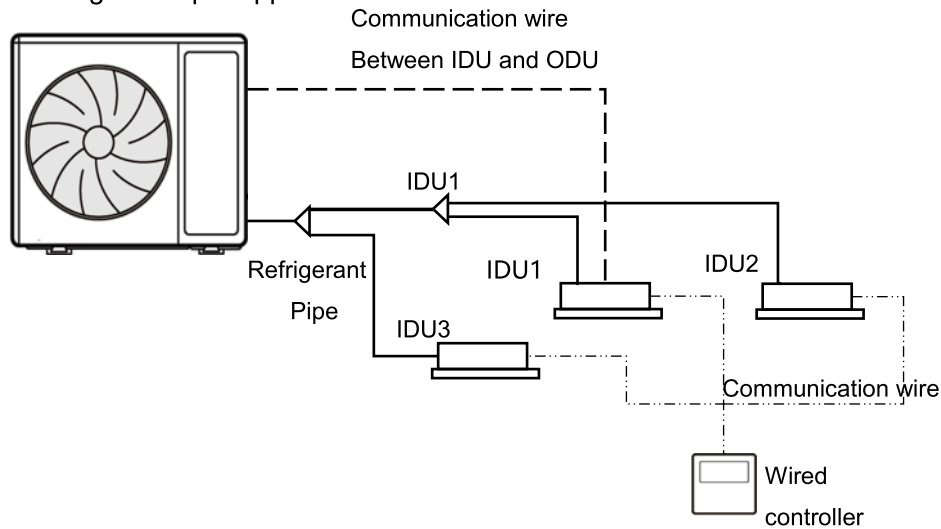 Communication wire
Between IDU and ODU
IDU1
Refrigerant
Pipe
IDU1
IDU2
IDU3
Communication wire
Wired
controller